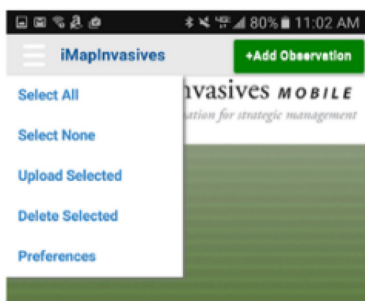 80% 11:02 AM
iMapInvasives
+Add Observation
Select All
nvasives MOBILE
ation for strategic management
Select None
Upload Selected
Delete Selected
Preferences